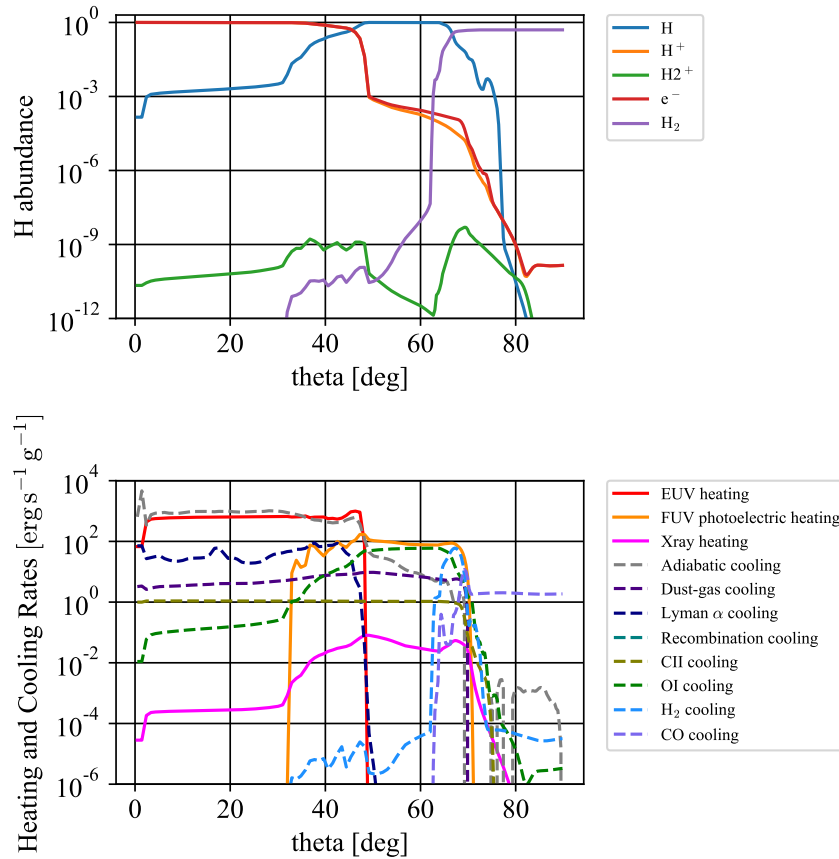 10^0
10^-3
10^-6
10^-9
10^-12
H abundance
0 20 40 60 80
theta [deg]
H
H^+
H2^+
e^−
H_2
10^4
10^2
10^0
10^-2
10^-4
10^-6
Heating and Cooling Rates [erg s^−1 g^−1]
0 20 40 60 80
theta [deg]
EUV heating
FUV photoelectric heating
Xray heating
Adiabatic cooling
Dust-gas cooling
Lyman α cooling
Recombination cooling
CII cooling
OI cooling
H_2 cooling
CO cooling